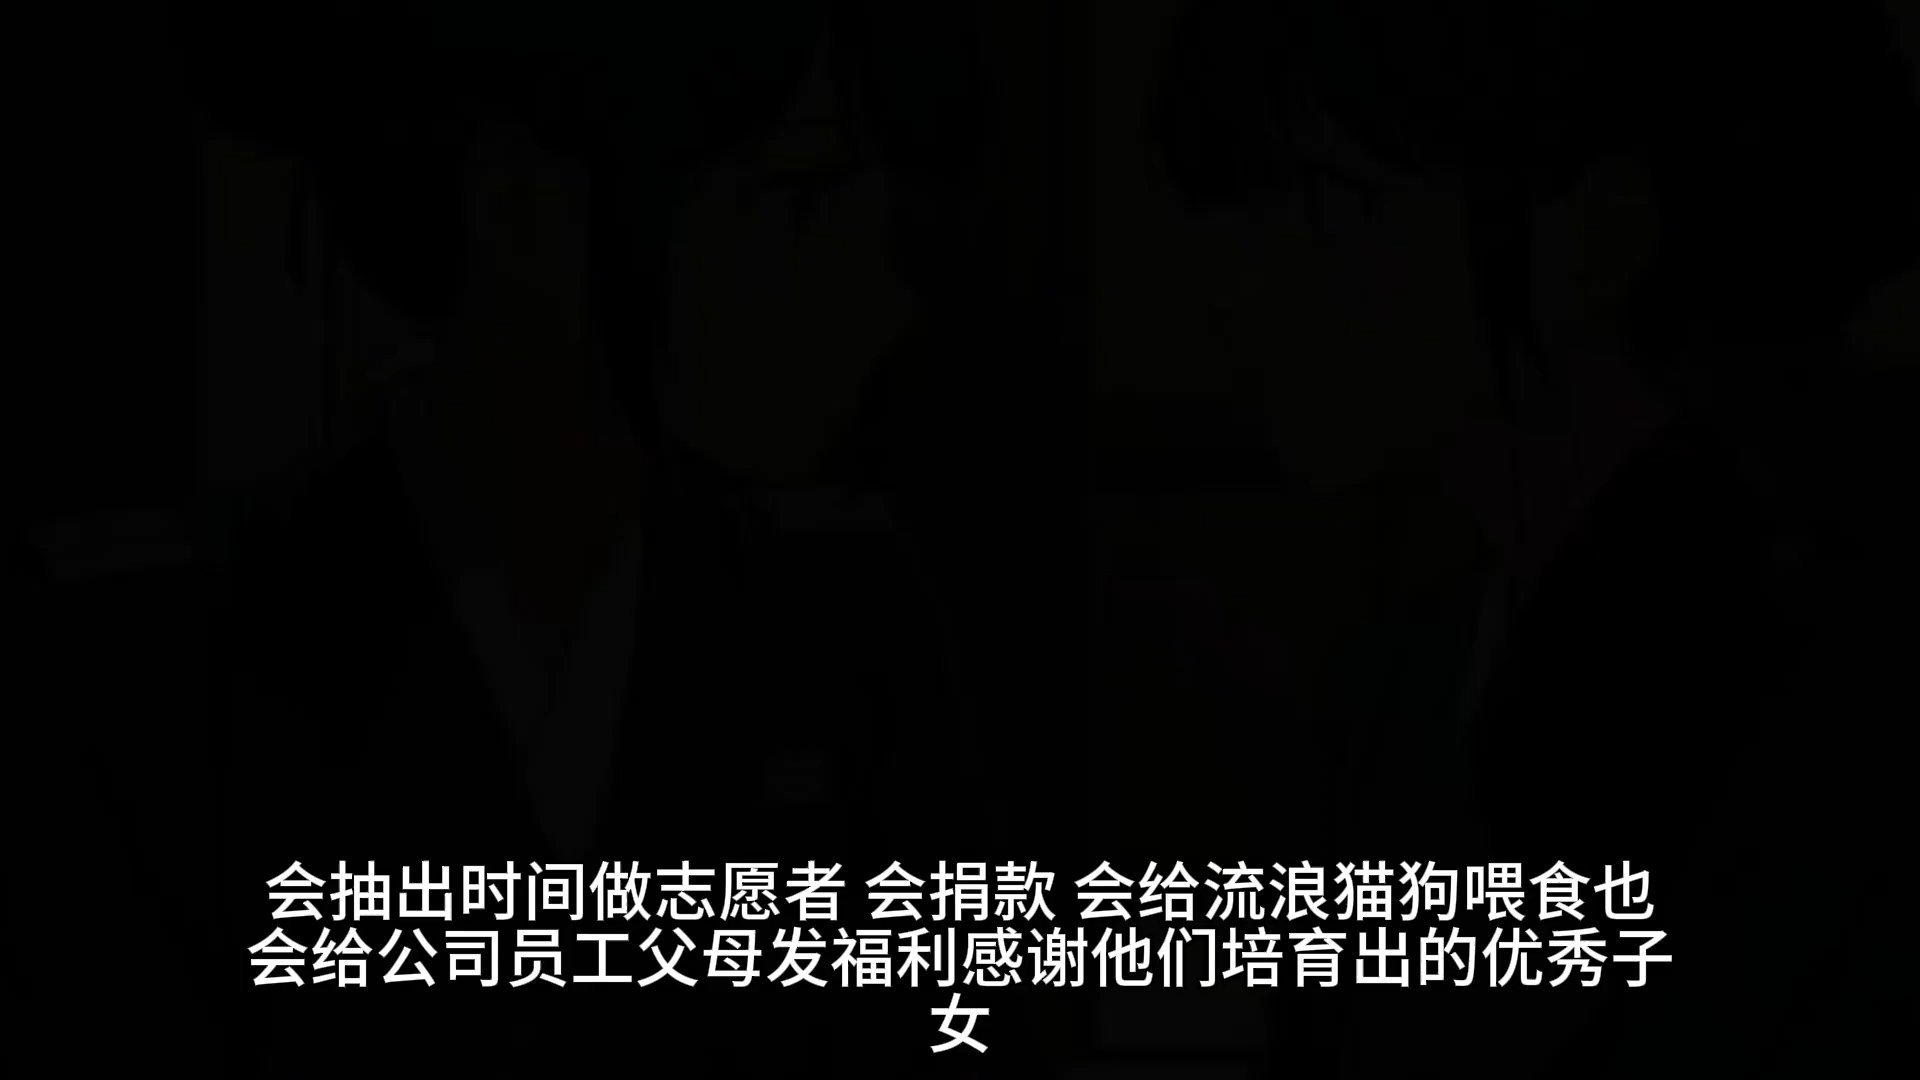 会抽出时间做志愿者 会捐款 会给流浪猫狗喂食也
会给公司员工父母发福利感谢他们培育出的优秀子
女